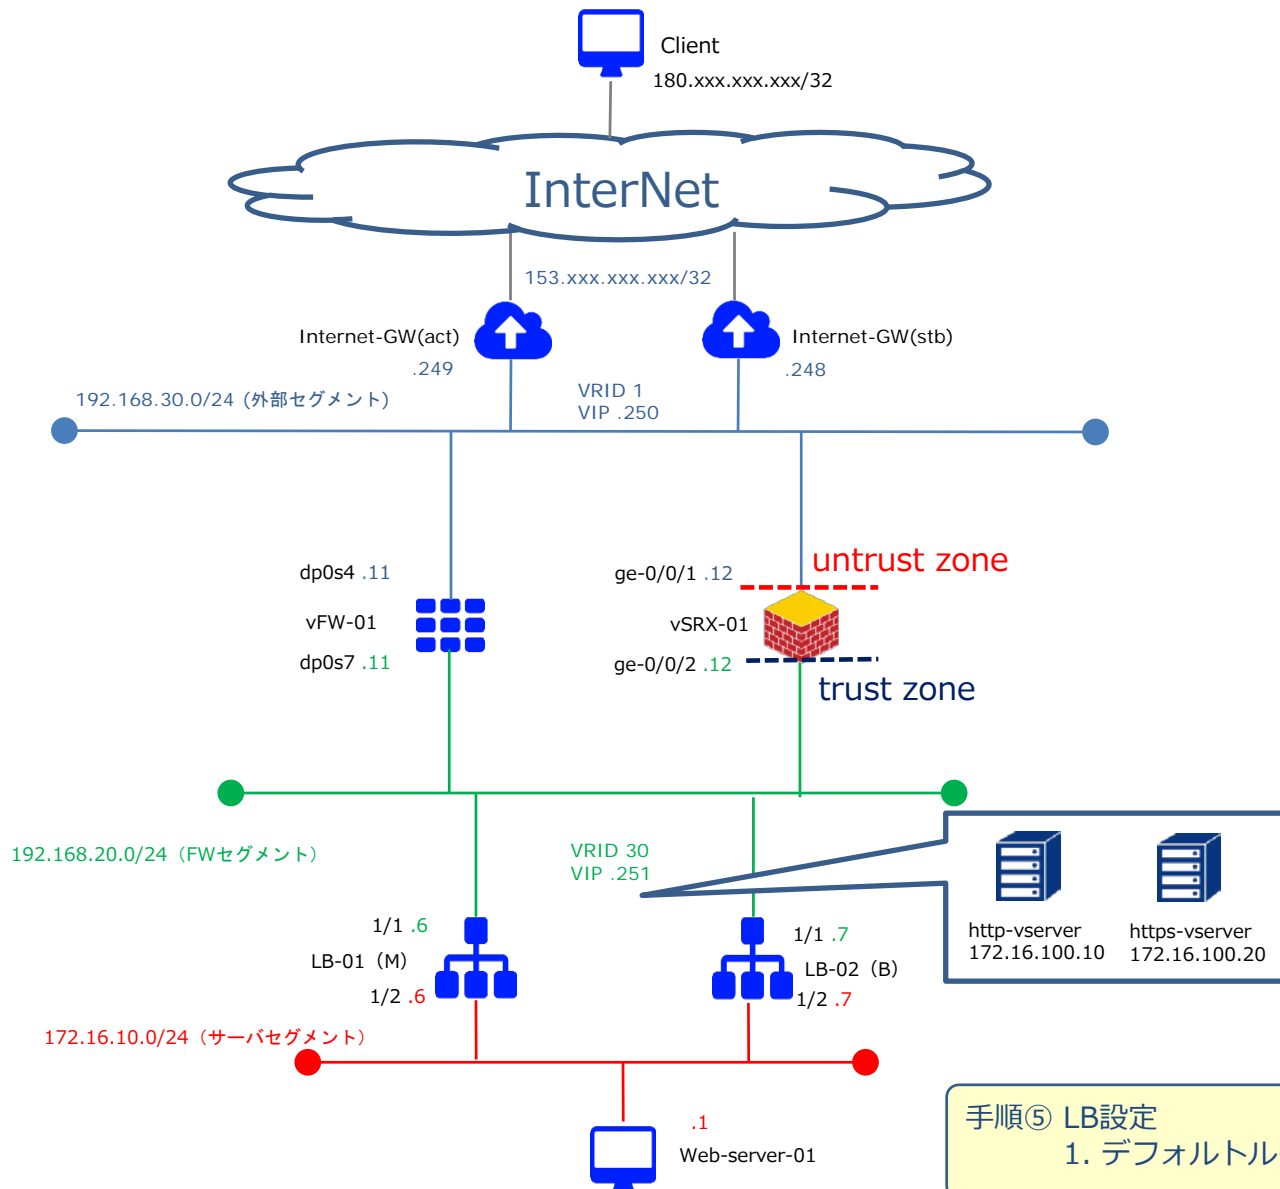 Client
180.xxx.xxx.xxx/32
InterNet
153.xxx.xxx.xxx/32
Internet-GW(act)
.249
Internet-GW(stb)
.248
192.168.30.0/24 (外部セグメント)
VRID 1
VIP .250
dp0s4 .11
vFW-01
dp0s7 .11
ge-0/0/1 .12
untrust zone
vSRX-01
ge-0/0/2 .12
trust zone
192.168.20.0/24 (FWセグメント)
VRID 30
VIP .251
http-vserver
172.16.100.10
https-vserver
172.16.100.20
1/1 .6
LB-01 (M)
1/2 .6
1/1 .7
LB-02 (B)
1/2 .7
172.16.10.0/24 (サーバセグメント)
.1
Web-server-01
手順⑤ LB設定
1. デフォルトル